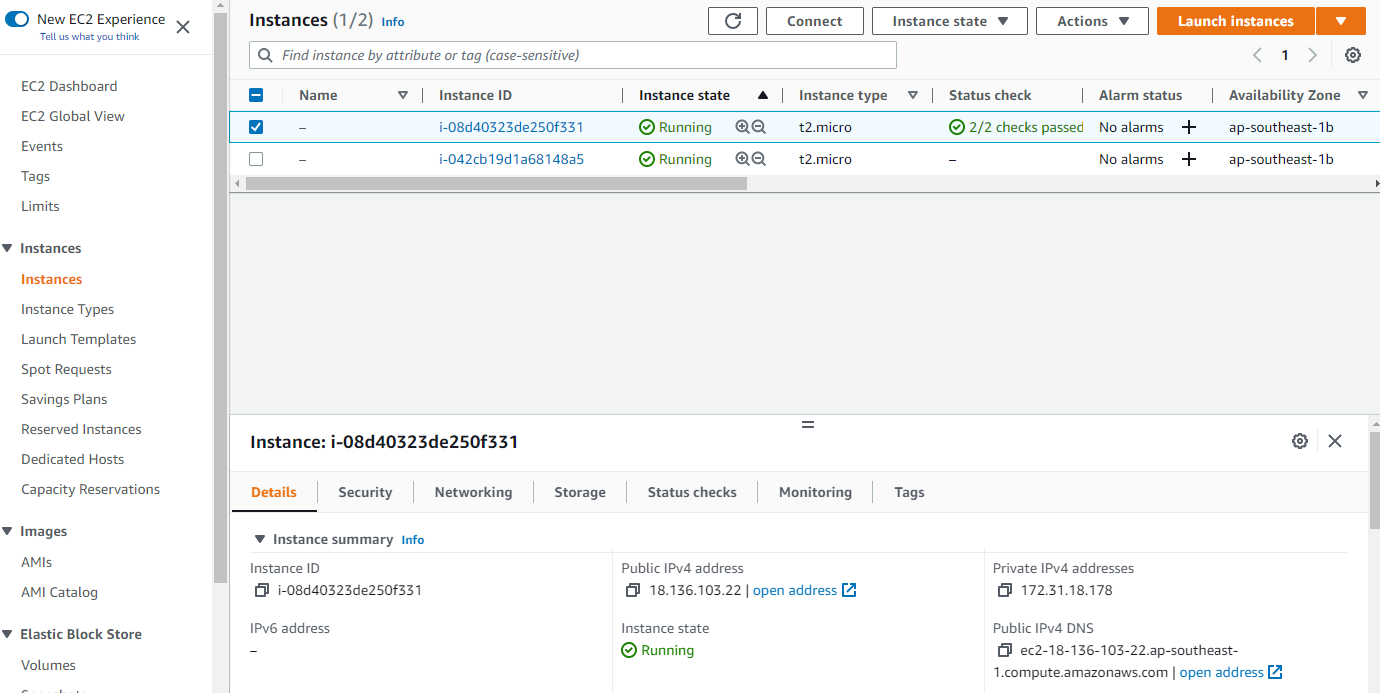 New EC2 Experience
Tell us what you think
EC2 Dashboard
EC2 Global View
Events
Tags
Limits
Instances
Instances
Instance Types
Launch Templates
Spot Requests
Savings Plans
Reserved Instances
Dedicated Hosts
Capacity Reservations
Images
AMIs
AMI Catalog
Elastic Block Store
Volumes
Instances (1/2) Info
Connect
Instance state
Actions
Launch instances
Find instance by attribute or tag (case-sensitive)
1
Name Instance ID Instance state Instance type Status check Alarm status Availability Zone
– i-08d40323de250f331 Running t2.micro 2/2 checks passed No alarms + ap-southeast-1b
– i-042cb19d1a68148a5 Running t2.micro – No alarms + ap-southeast-1b
Instance: i-08d40323de250f331
Details Security Networking Storage Status checks Monitoring Tags
Instance summary Info
Instance ID
i-08d40323de250f331
Public IPv4 address
18.136.103.22 | open address
Private IPv4 addresses
172.31.18.178
IPv6 address
–
Instance state
Running
Public IPv4 DNS
ec2-18-136-103-22.ap-southeast-
1.compute.amazonaws.com | open address